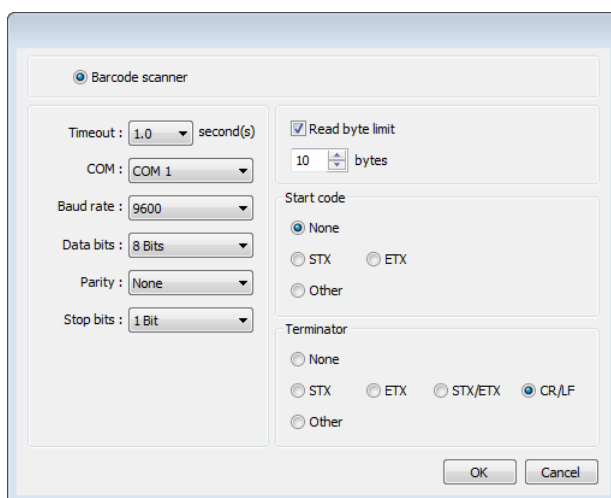 Barcode scanner
Timeout : 1.0 second(s)
COM : COM 1
Baud rate : 9600
Data bits : 8 Bits
Parity : None
Stop bits : 1 Bit
Read byte limit
10 bytes
Start code
None
STX ETX
Other
Terminator
None
STX ETX STX/ETX CR/LF
Other
OK Cancel